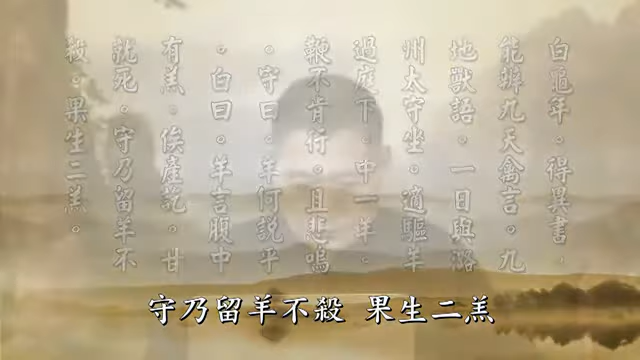 白龜年。得異書，
能辨九天禽言。九
地獸語。一日與潞
州太守坐。適驅羊
過庭下。中一羊。
鞭不肯行。且悲鳴
。守曰。羊何說乎
。白曰。羊言腹中
有羔。俟產訖。甘
就死。守乃留羊不
殺。果生二羔。
守乃留羊不殺 果生二羔